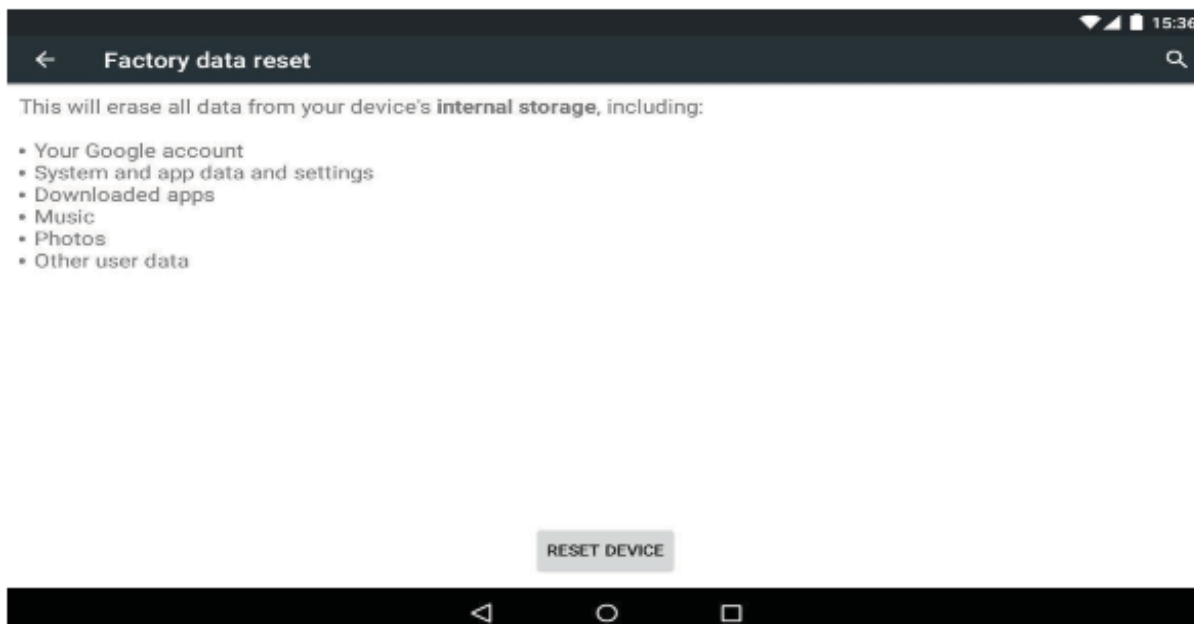 15:36
Factory data reset
This will erase all data from your device's internal storage, including:
• Your Google account
• System and app data and settings
• Downloaded apps
• Music
• Photos
• Other user data
RESET DEVICE